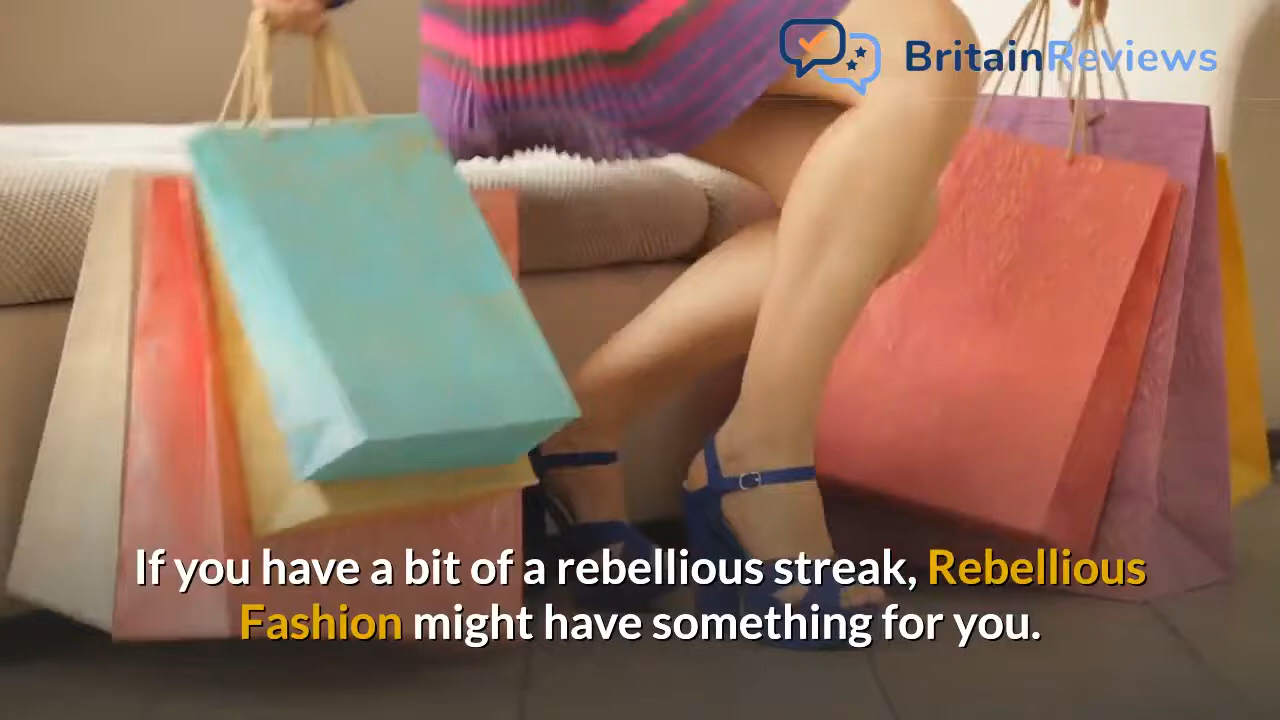 BritainReviews
If you have a bit of a rebellious streak, Rebellious
Fashion might have something for you.